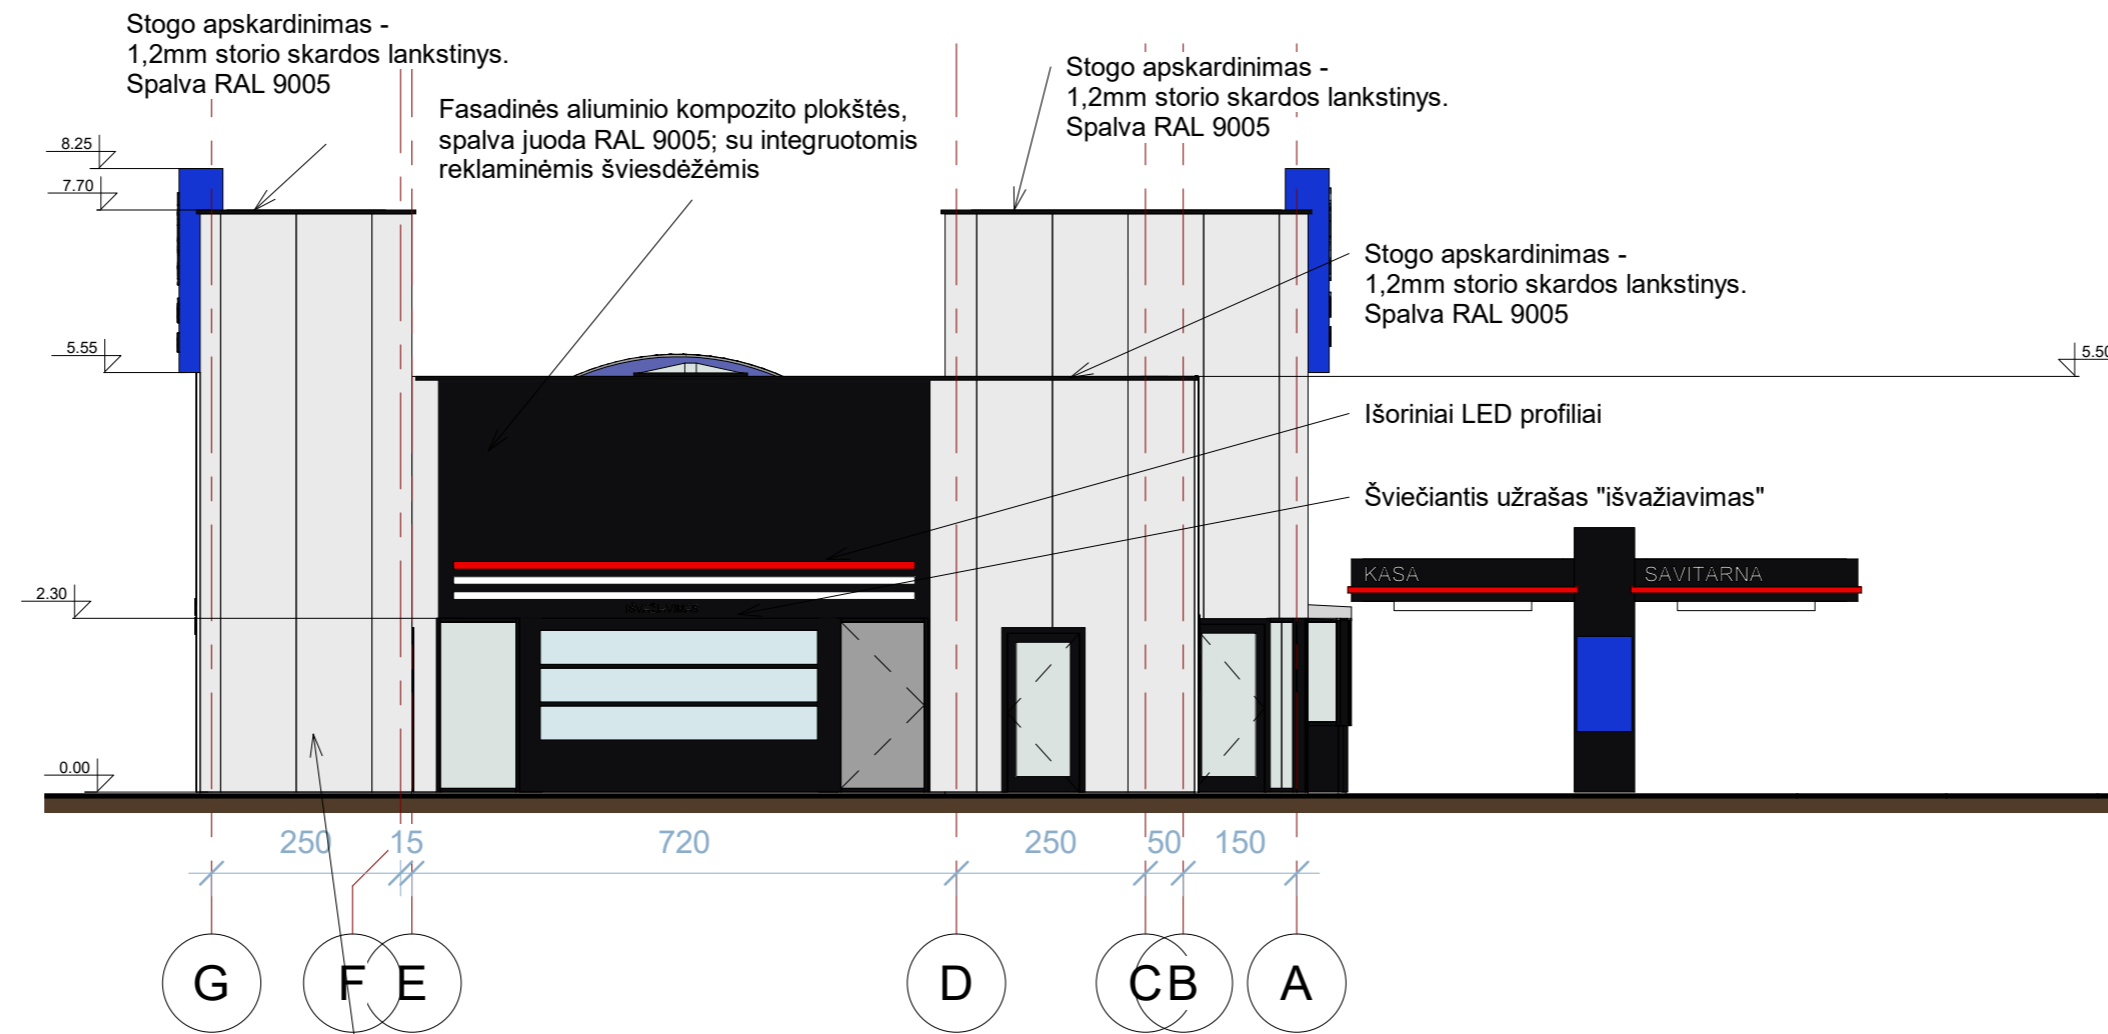 Stogo apskardinimas -
1,2mm storio skardos lankstinys.
Spalva RAL 9005
Fasadinės aliuminio kompozito plokštės,
spalva juoda RAL 9005; su integruotomis
reklaminėmis šviesdėžėmis
Stogo apskardinimas -
1,2mm storio skardos lankstinys.
Spalva RAL 9005
Stogo apskardinimas -
1,2mm storio skardos lankstinys.
Spalva RAL 9005
Išoriniai LED profiliai
Šviečiantis užrašas "išvažiavimas"
8.25
7.70
5.55
5.50
2.30
0.00
KASA
SAVITARNA
IŠVAŽIAVIMAS
250
15
720
250
50
150
G
F
E
D
C
B
A